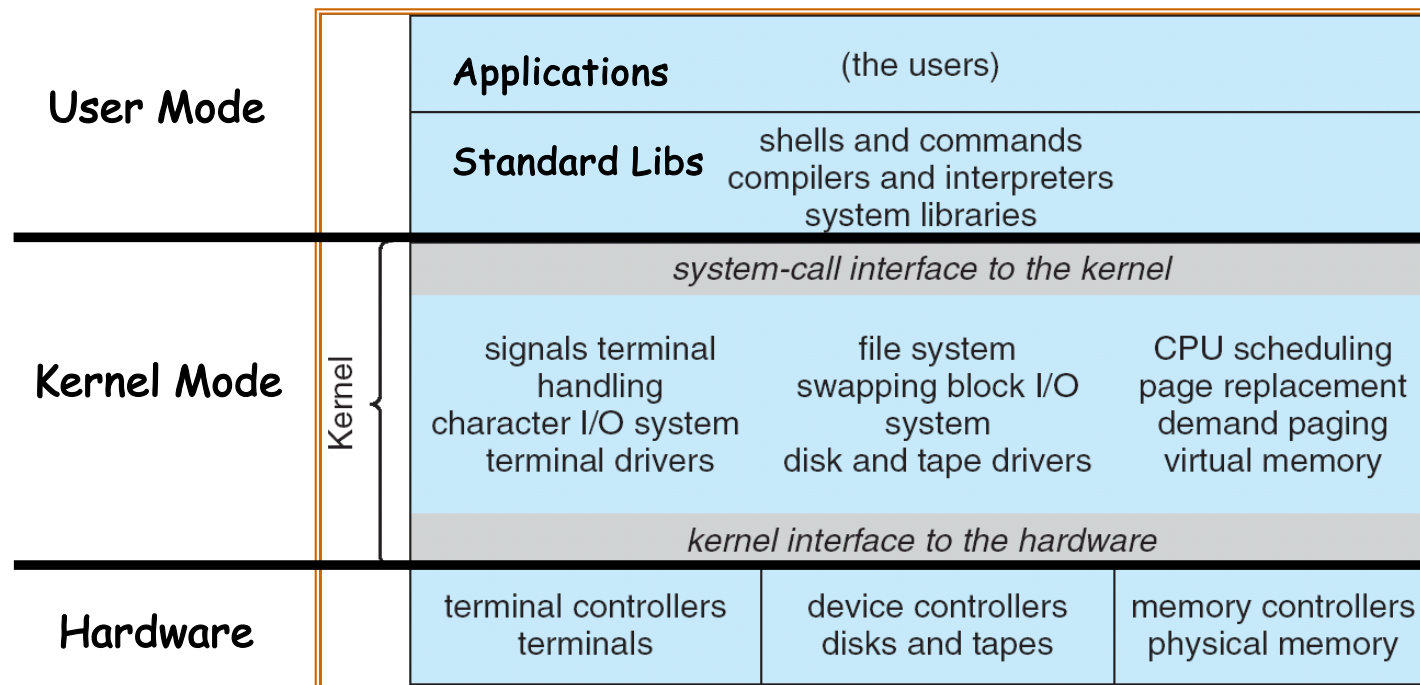 User Mode
Applications
(the users)
Standard Libs
shells and commands
compilers and interpreters
system libraries
Kernel Mode
Kernel
system-call interface to the kernel
signals terminal
handling
character I/O system
terminal drivers
file system
swapping block I/O
system
disk and tape drivers
CPU scheduling
page replacement
demand paging
virtual memory
kernel interface to the hardware
Hardware
terminal controllers
terminals
device controllers
disks and tapes
memory controllers
physical memory